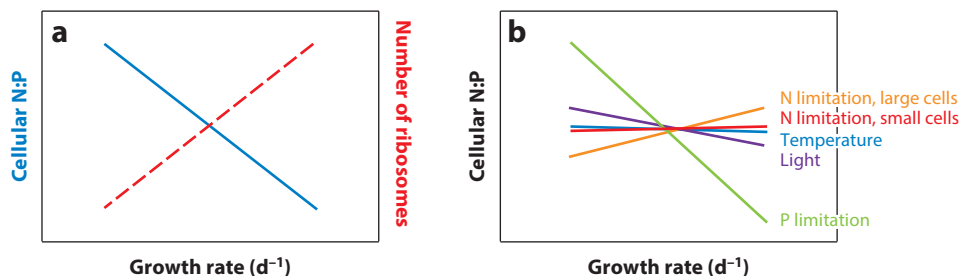 a
Cellular N:P
Number of ribosomes
Growth rate (d⁻¹)
b
Cellular N:P
N limitation, large cells
N limitation, small cells
Temperature
Light
P limitation
Growth rate (d⁻¹)